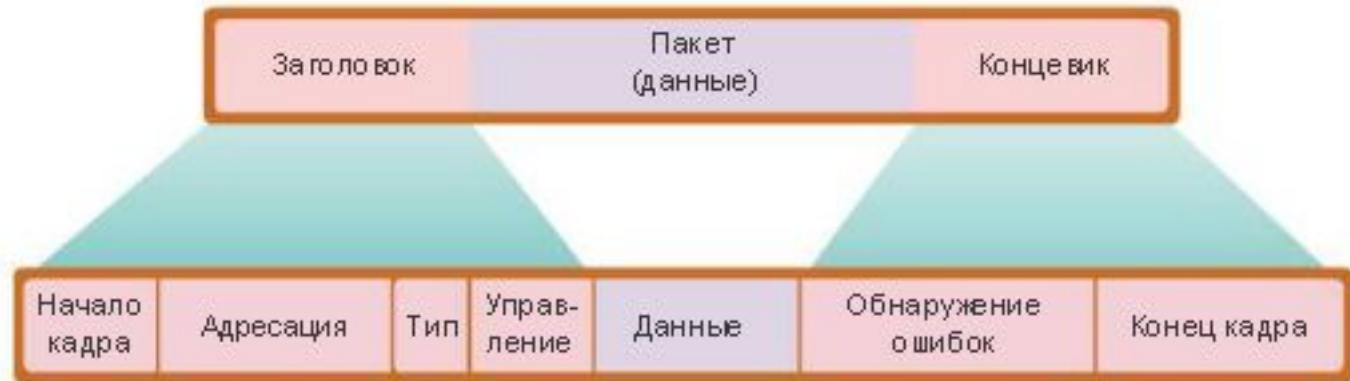 Заголовок
Пакет
(данные)
Концевик
Начало
кадра
Адресация
Тип
Управ-
ление
Данные
Обнаружение
ошибок
Конец кадра